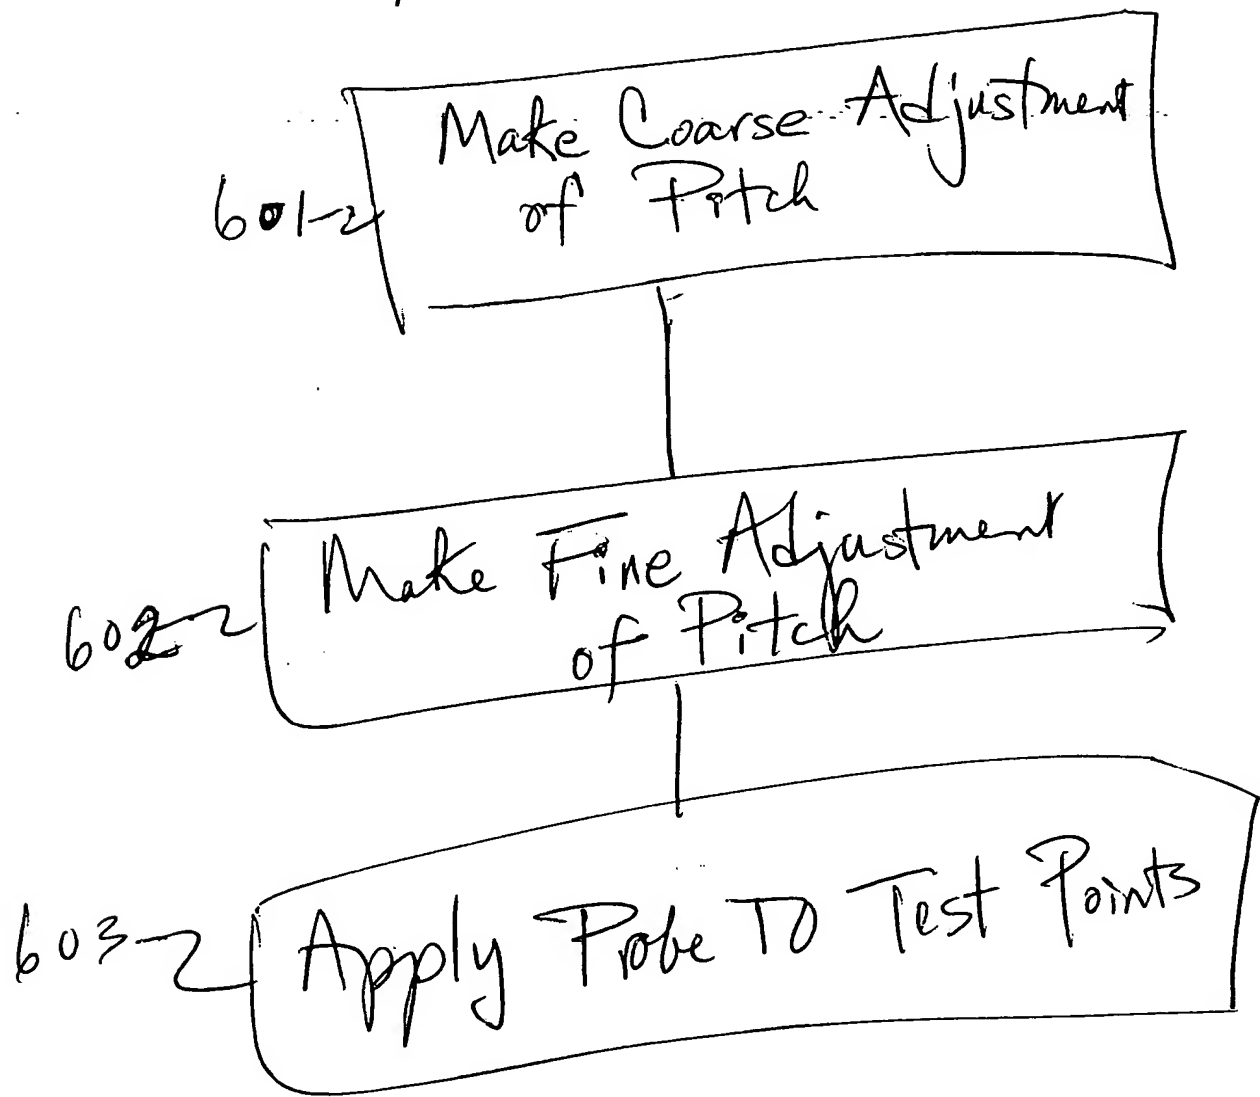 Make Coarse Adjustment
of Pitch
601
Make Fine Adjustment
of Pitch
602
Apply Probe To Test Points
603